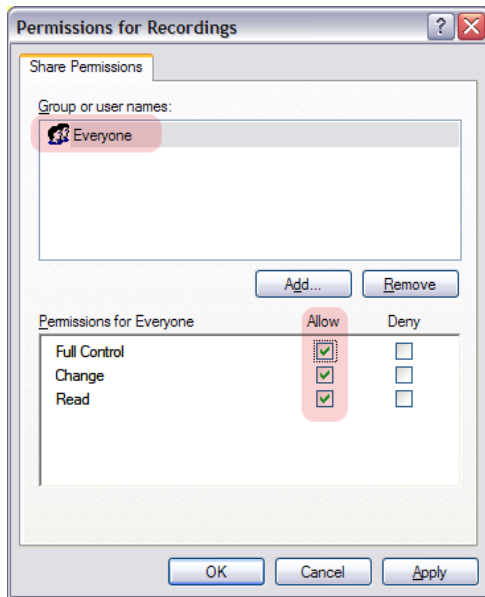 Permissions for Recordings
Share Permissions
Group or user names:
Everyone
Add... Remove
Permissions for Everyone Allow Deny
Full Control
Change
Read
OK Cancel Apply